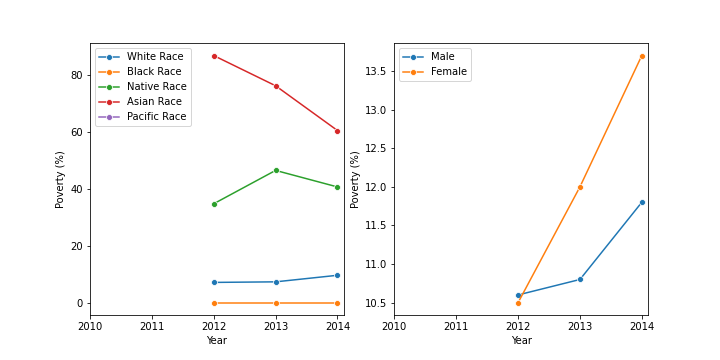 White Race
Black Race
Native Race
Asian Race
Pacific Race
80
60
40
20
0
Poverty (%)
2010 2011 2012 2013 2014
Year
Male
Female
13.5
13.0
12.5
12.0
11.5
11.0
10.5
Poverty (%)
2010 2011 2012 2013 2014
Year